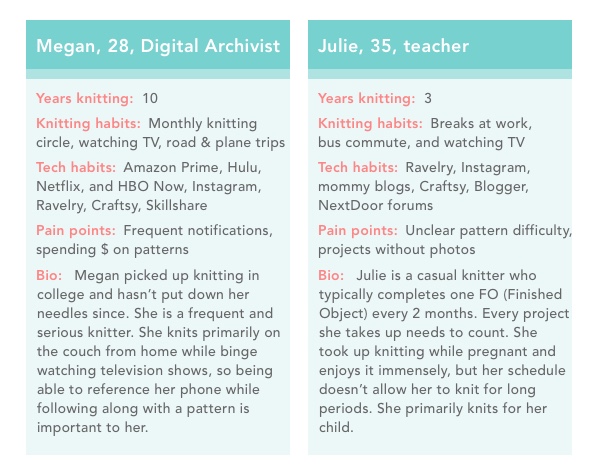 Megan, 28, Digital Archivist
Years knitting: 10
Knitting habits: Monthly knitting
circle, watching TV, road & plane trips
Tech habits: Amazon Prime, Hulu,
Netflix, and HBO Now, Instagram,
Ravelry, Craftsy, Skillshare
Pain points: Frequent notifications,
spending $ on patterns
Bio: Megan picked up knitting in
college and hasn't put down her
needles since. She is a frequent and
serious knitter. She knits primarily on
the couch from home while binge
watching television shows, so being
able to reference her phone while
following along with a pattern is
important to her.
Julie, 35, teacher
Years knitting: 3
Knitting habits: Breaks at work,
bus commute, and watching TV
Tech habits: Ravelry, Instagram,
mommy blogs, Craftsy, Blogger,
NextDoor forums
Pain points: Unclear pattern difficulty,
projects without photos
Bio: Julie is a casual knitter who
typically completes one FO (Finished
Object) every 2 months. Every project
she takes up needs to count. She
took up knitting while pregnant and
enjoys it immensely, but her schedule
doesn't allow her to knit for long
periods. She primarily knits for her
child.